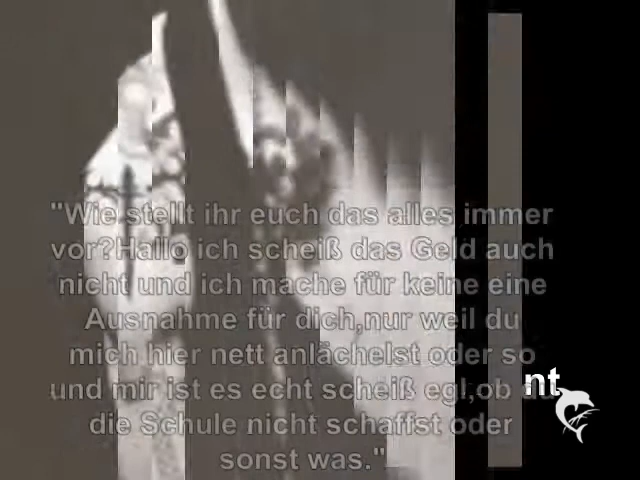 "Wie stellt ihr euch das alles immer
vor?Hallo ich scheiß das Geld auch
nicht und ich mache für keine eine
Ausnahme für dich,nur weil du
mich hier nett anlächelst oder so
und mir ist es echt scheiß egl,ob
die Schule nicht schaffst oder
sonst was."
nt